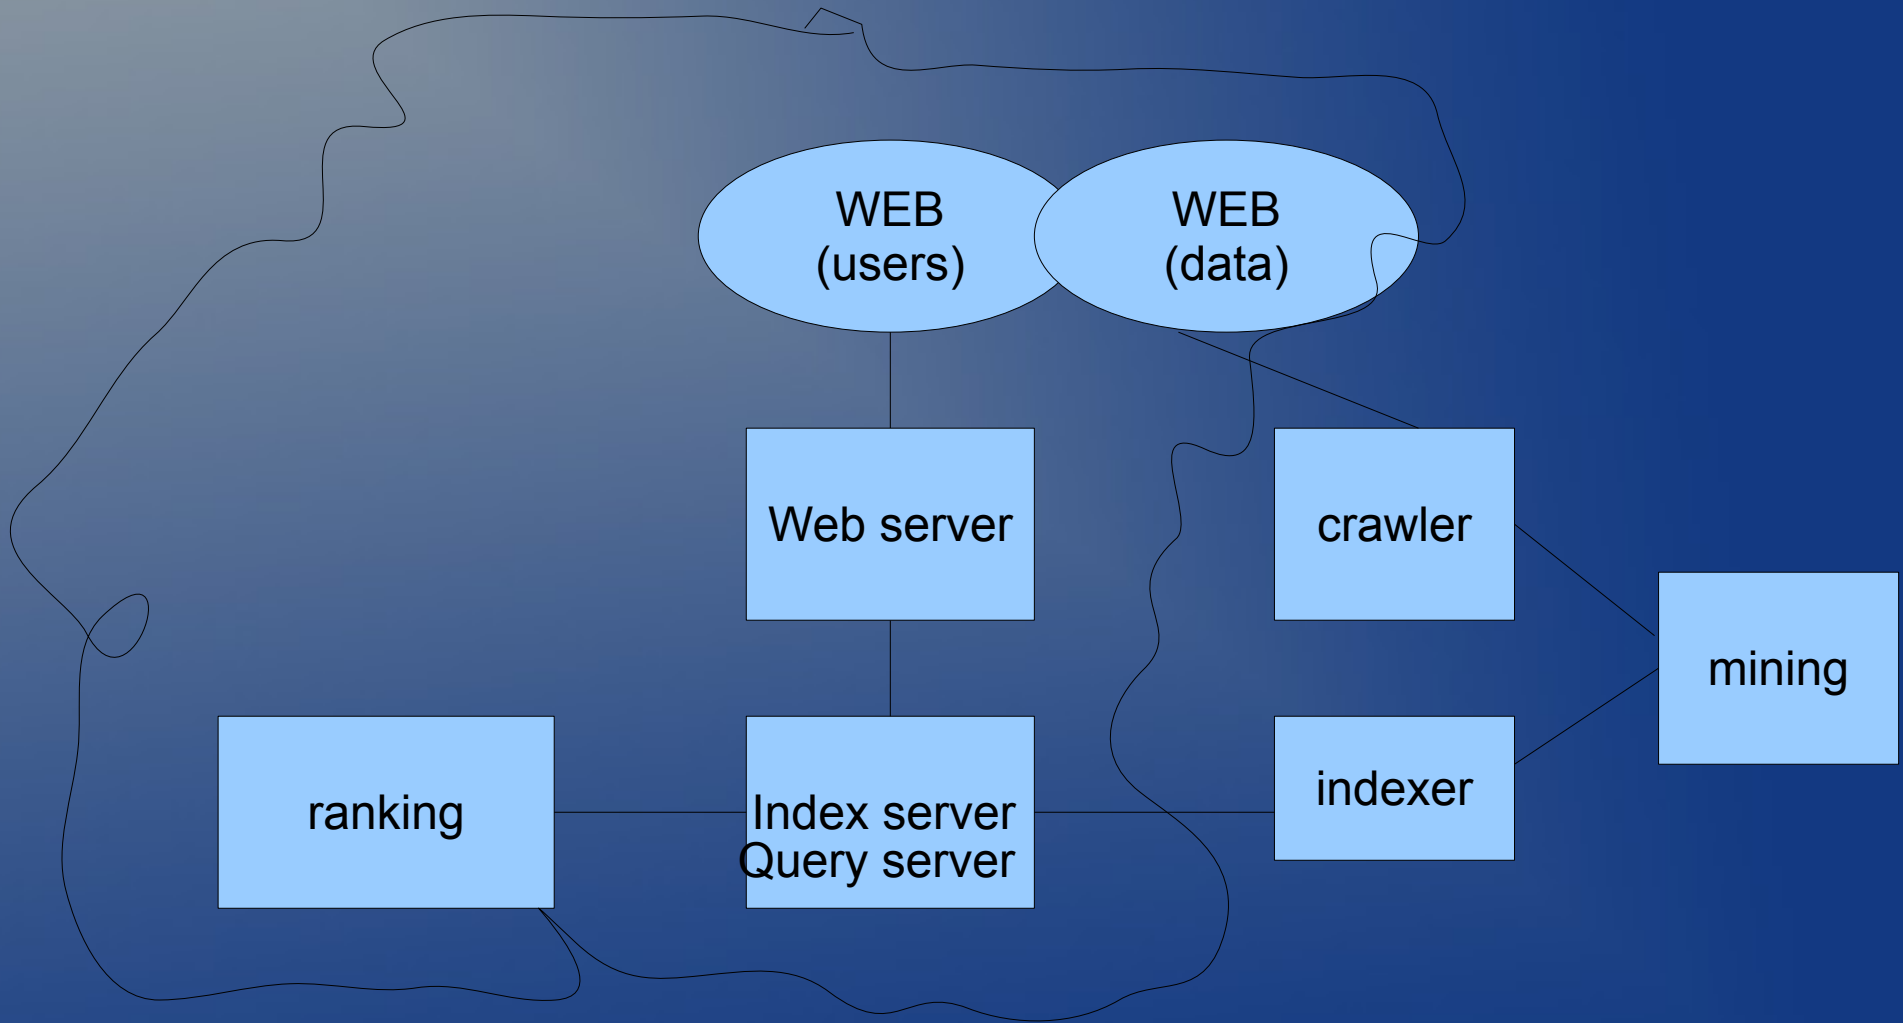 WEB
(users)
WEB
(data)
Web server
crawler
mining
ranking
Index server
Query server
indexer